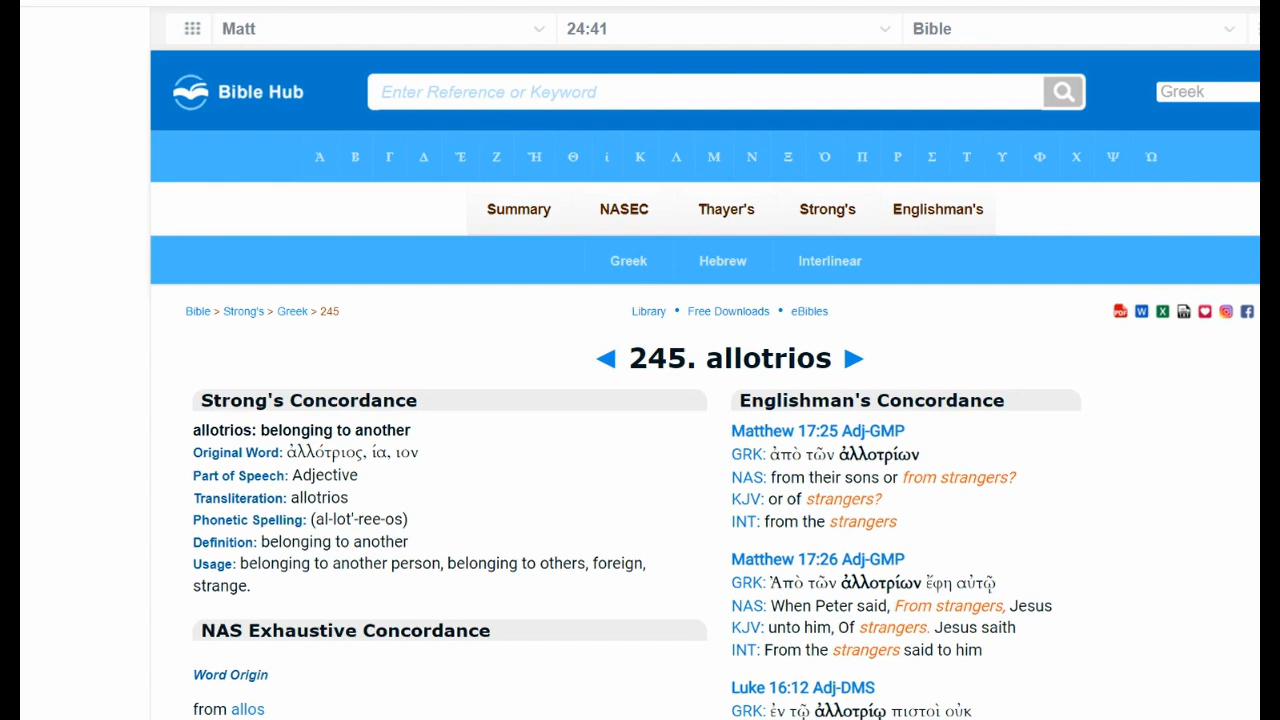 Matt 24:41 Bible
Bible Hub Enter Reference or Keyword Greek
Ἀ Β Γ Δ Ἐ Ζ Ἠ Θ ἰ Κ Λ Μ Ν Ξ Ὀ Π Ρ Σ Τ Υ Φ Χ Ψ Ὠ
Summary NASEC Thayer's Strong's Englishman's
Greek Hebrew Interlinear
Bible > Strong's > Greek > 245 Library • Free Downloads • eBibles
◄ 245. allotrios ►
Strong's Concordance
allotrios: belonging to another
Original Word: ἀλλότριος, ία, ιον
Part of Speech: Adjective
Transliteration: allotrios
Phonetic Spelling: (al-lot'-ree-os)
Definition: belonging to another
Usage: belonging to another person, belonging to others, foreign,
strange.
NAS Exhaustive Concordance
Word Origin
from allos
Englishman's Concordance
Matthew 17:25 Adj-GMP
GRK: ἀπὸ τῶν ἀλλοτρίων
NAS: from their sons or from strangers?
KJV: or of strangers?
INT: from the strangers
Matthew 17:26 Adj-GMP
GRK: Ἀπὸ τῶν ἀλλοτρίων ἔφη αὐτῷ
NAS: When Peter said, From strangers, Jesus
KJV: unto him, Of strangers. Jesus saith
INT: From the strangers said to him
Luke 16:12 Adj-DMS
GRK: ἐν τῷ ἀλλοτρίῳ πιστοὶ οὐκ